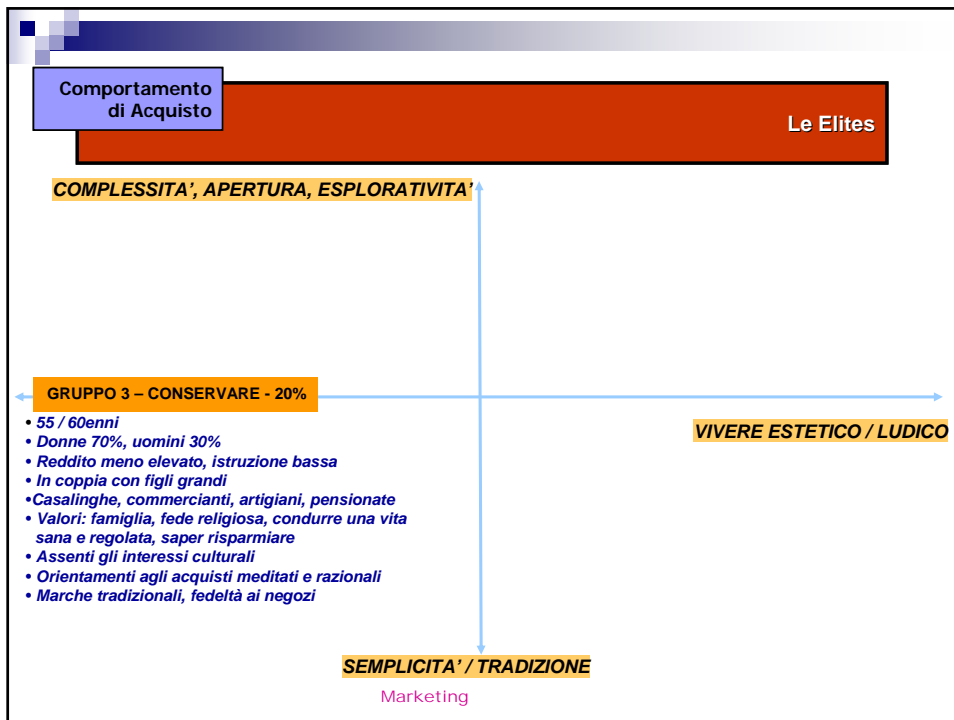 Comportamento
di Acquisto
Le Elites
COMPLESSITA’, APERTURA, ESPLORATIVITA’
GRUPPO 3 – CONSERVARE - 20%
• 55 / 60enni
• Donne 70%, uomini 30%
• Reddito meno elevato, istruzione bassa
• In coppia con figli grandi
•Casalinghe, commercianti, artigiani, pensionate
• Valori: famiglia, fede religiosa, condurre una vita
sana e regolata, saper risparmiare
• Assenti gli interessi culturali
• Orientamenti agli acquisti meditati e razionali
• Marche tradizionali, fedeltà ai negozi
VIVERE ESTETICO / LUDICO
SEMPLICITA’ / TRADIZIONE
Marketing